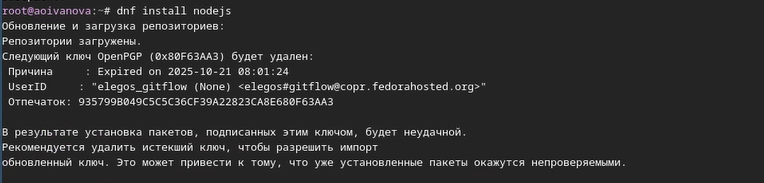 root@aoivanova:~# dnf install nodejs
Обновление и загрузка репозиториев:
Репозитории загружены.
Следующий ключ OpenPGP (0x80F63AA3) будет удален:
 Причина     : Expired on 2025-10-21 08:01:24
 UserID     : "elegos_gitflow (None) <elegos#gitflow@copr.fedorahosted.org>"
 Отпечаток: 935799B049C5C5C36CF39A22823CA8E680F63AA3
В результате установка пакетов, подписанных этим ключом, будет неудачной.
Рекомендуется удалить истекший ключ, чтобы разрешить импорт
обновленный ключ. Это может привести к тому, что уже установленные пакеты окажутся непроверяемыми.